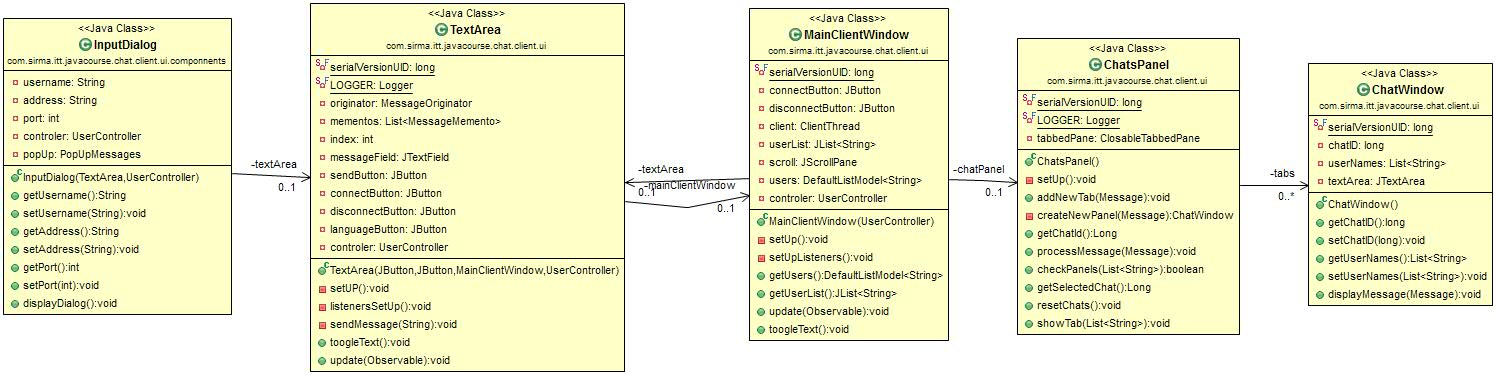 <<Java Class>>
InputDialog
com.sirma.itt.javacourse.chat.client.ui.componnents
username: String
address: String
port: int
controler: UserController
popUp: PopUpMessages
InputDialog(TextArea,UserController)
getUsername():String
setUsername(String):void
getAddress():String
setAddress(String):void
getPort():int
setPort(int):void
displayDialog():void
-textArea
0..1
<<Java Class>>
TextArea
com.sirma.itt.javacourse.chat.client.ui
serialVersionUID: long
LOGGER: Logger
originator: MessageOriginator
mementos: List<MessageMemento>
index: int
messageField: JTextField
sendButton: JButton
connectButton: JButton
disconnectButton: JButton
languageButton: JButton
controler: UserController
TextArea(JButton,JButton,MainClientWindow,UserController)
setUP():void
listenersSetUp():void
sendMessage(String):void
toogleText():void
update(Observable):void
-textArea
0..1
-mainClientWindow
0..1
<<Java Class>>
MainClientWindow
com.sirma.itt.javacourse.chat.client.ui
serialVersionUID: long
connectButton: JButton
disconnectButton: JButton
client: ClientThread
userList: JList<String>
scroll: JScrollPane
users: DefaultListModel<String>
controler: UserController
MainClientWindow(UserController)
setUp():void
setUpListeners():void
getUsers():DefaultListModel<String>
getUserList():JList<String>
update(Observable):void
toogleText():void
-chatPanel
0..1
<<Java Class>>
ChatsPanel
com.sirma.itt.javacourse.chat.client.ui
serialVersionUID: long
LOGGER: Logger
tabbedPane: ClosableTabbedPane
ChatsPanel()
setUp():void
addNewTab(Message):void
createNewPanel(Message):ChatWindow
getChatId():Long
processMessage(Message):void
checkPanels(List<String>):boolean
getSelectedChat():Long
resetChats():void
showTab(List<String>):void
-tabs
0..*
<<Java Class>>
ChatWindow
com.sirma.itt.javacourse.chat.client.ui
serialVersionUID: long
chatID: long
userNames: List<String>
textArea: JTextArea
ChatWindow()
getChatID():long
setChatID(long):void
getUserNames():List<String>
setUserNames(List<String>):void
displayMessage(Message):void